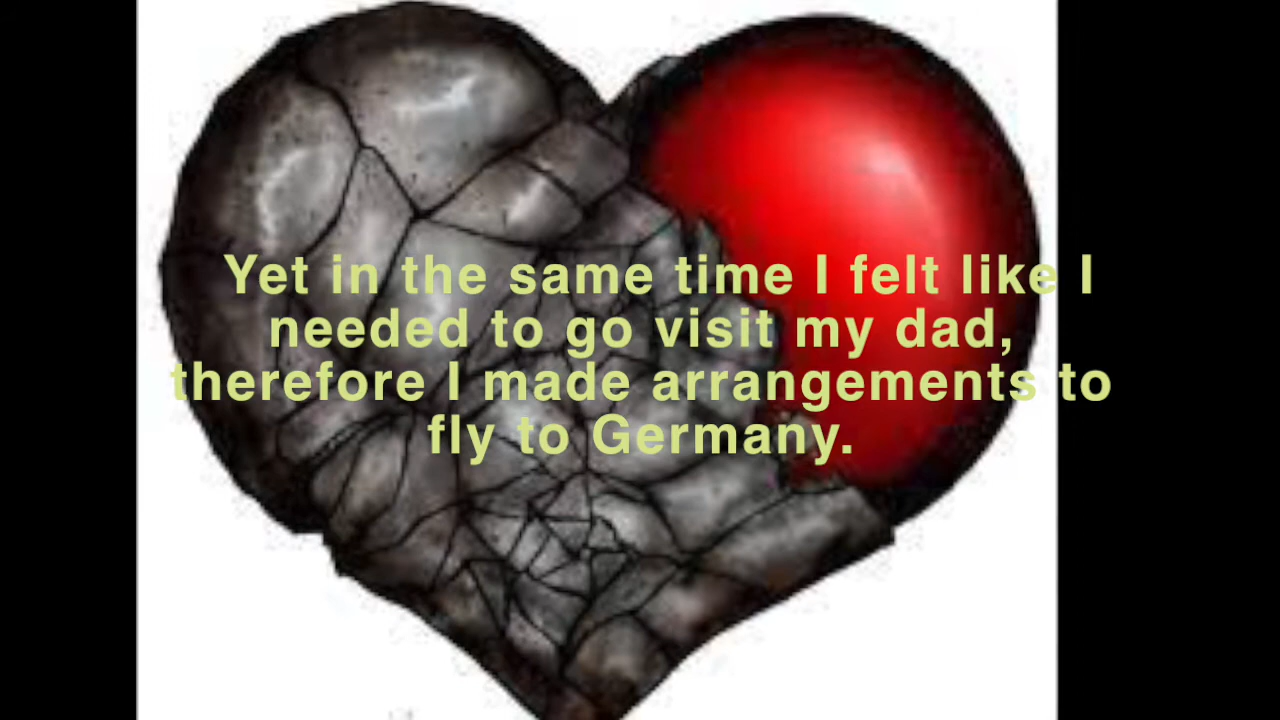 Yet in the same time I felt like I
needed to go visit my dad,
therefore I made arrangements to
fly to Germany.